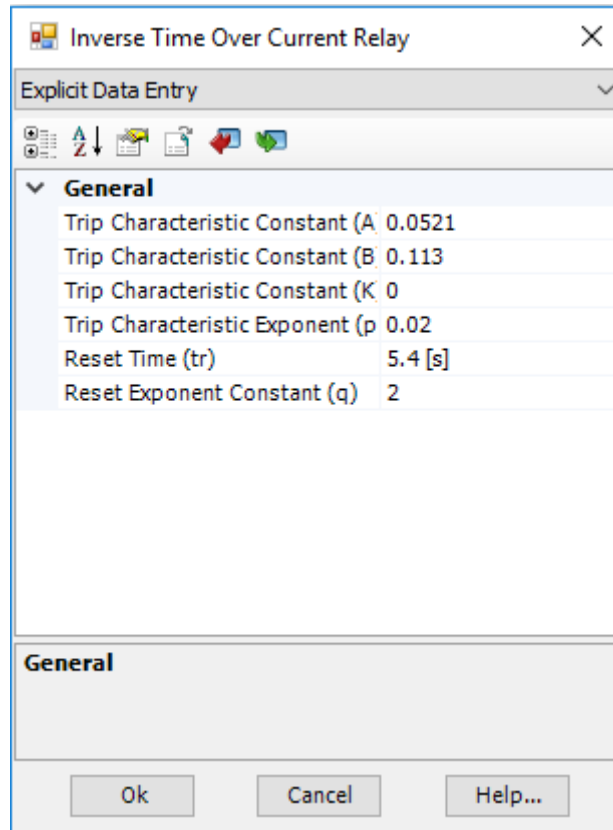 Inverse Time Over Current Relay
Explicit Data Entry
General
Trip Characteristic Constant (A 0.0521
Trip Characteristic Constant (B 0.113
Trip Characteristic Constant (K 0
Trip Characteristic Exponent (p 0.02
Reset Time (tr) 5.4 [s]
Reset Exponent Constant (q) 2
General
Ok Cancel Help...